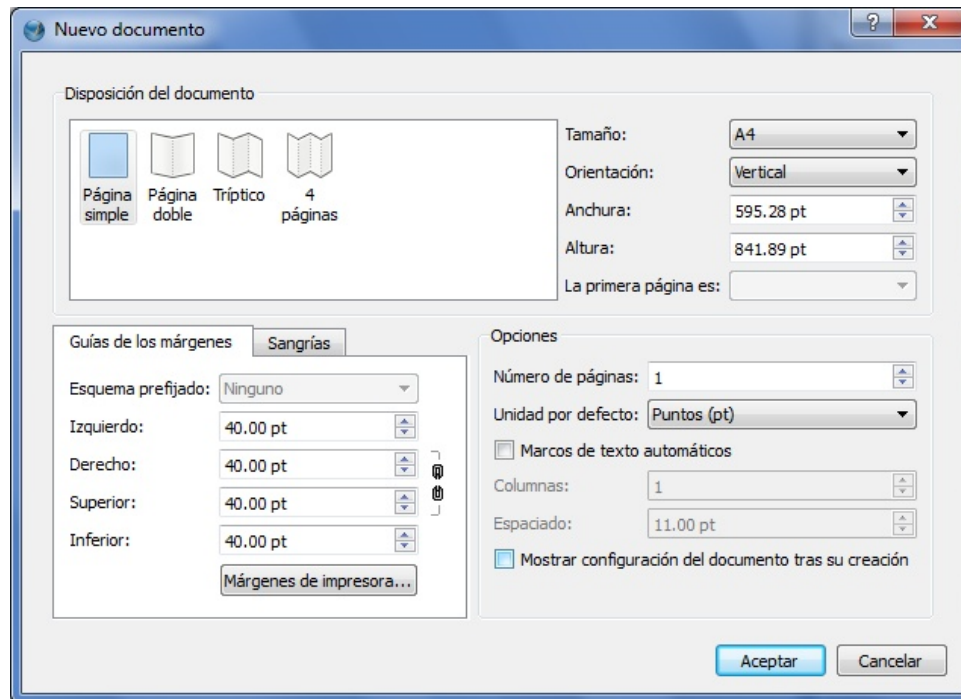 Nuevo documento
Disposición del documento
Página
simple
Página
doble
Tríptico
4
páginas
Tamaño: A4
Orientación: Vertical
Anchura: 595.28 pt
Altura: 841.89 pt
La primera página es:
Guías de los márgenes Sangrías
Esquema prefijado: Ninguno
Izquierdo: 40.00 pt
Derecho: 40.00 pt
Superior: 40.00 pt
Inferior: 40.00 pt
Márgenes de impresora...
Opciones
Número de páginas: 1
Unidad por defecto: Puntos (pt)
Marcos de texto automáticos
Columnas: 1
Espaciado: 11.00 pt
Mostrar configuración del documento tras su creación
Aceptar Cancelar